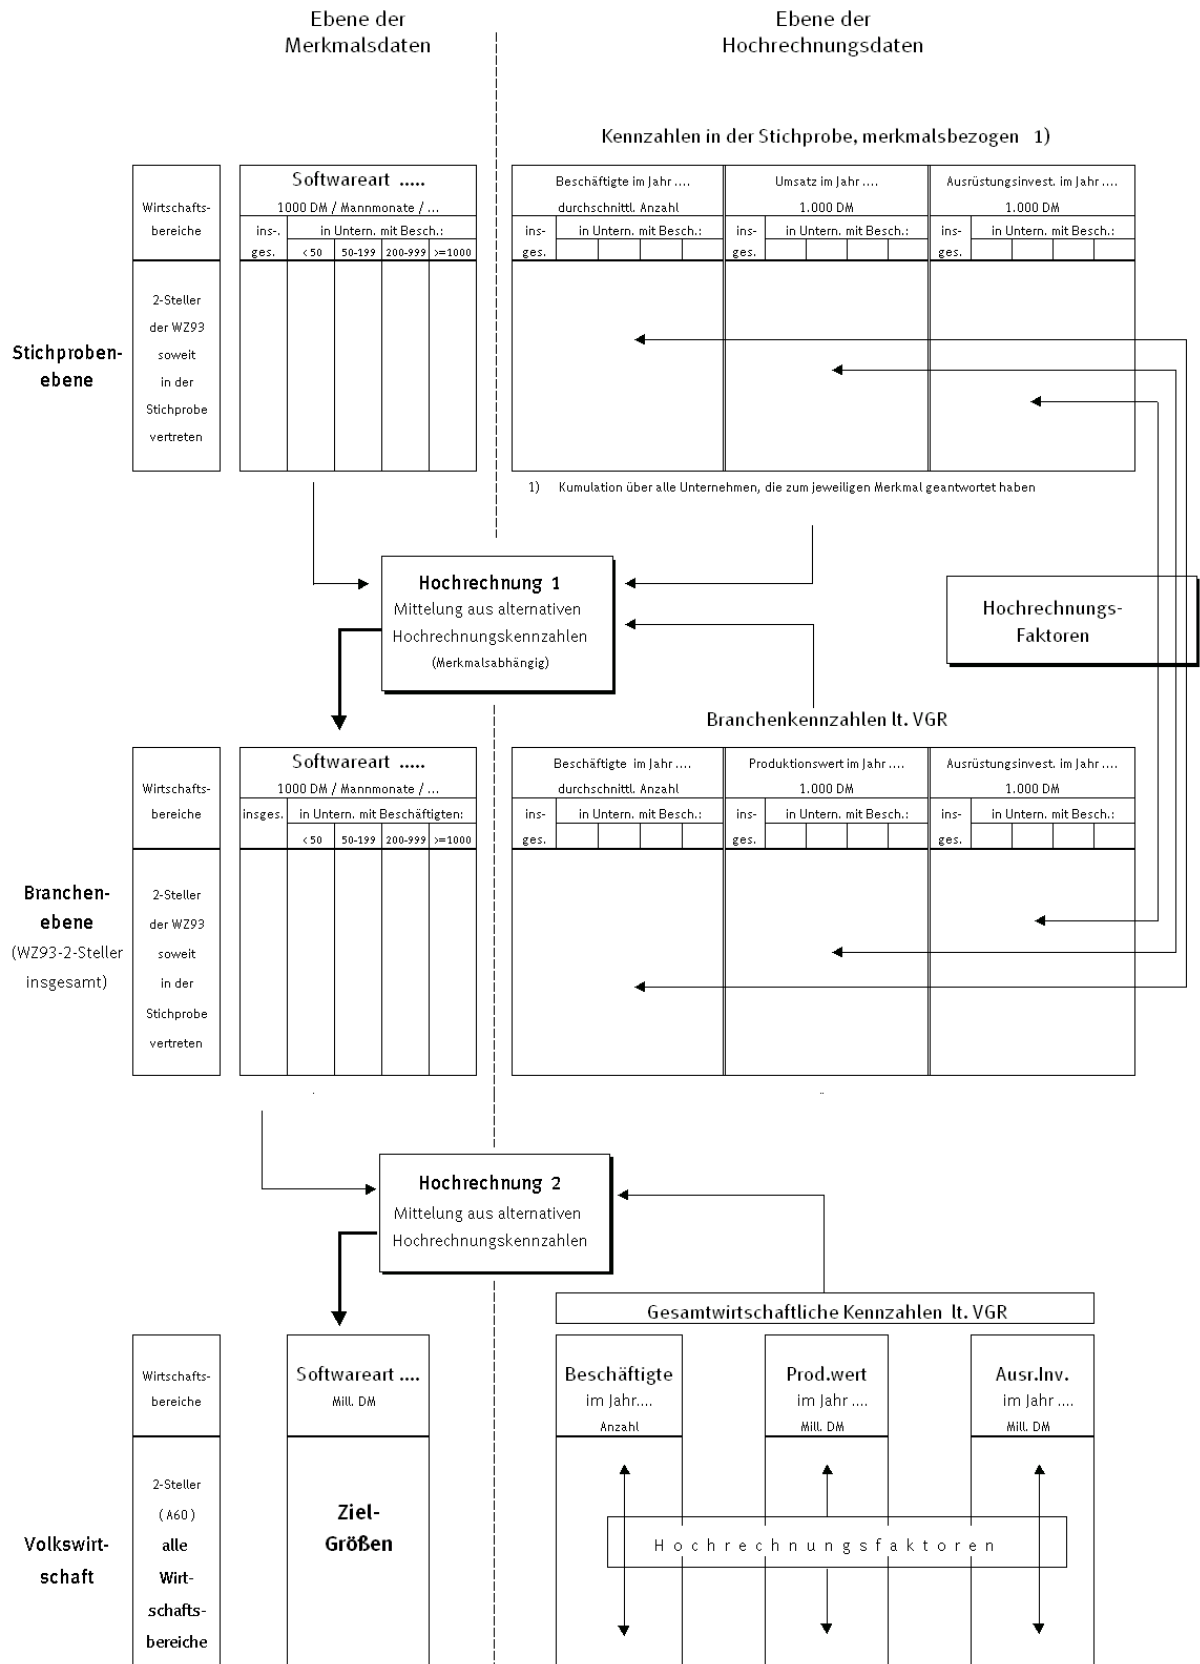 Ebene der
Merkmalsdaten
Ebene der
Hochrechnungsdaten
Kennzahlen in der Stichprobe, merkmalsbezogen 1)
Wirtschafts-
bereiche
Softwareart .....
1000 DM / Mannmonate / ...
ins-.
ges.
in Untern. mit Besch.:
<50 50-199 200-999 >=1000
Beschäftigte im Jahr ....
durchschnittl. Anzahl
ins-
ges.
in Untern. mit Besch.:
Umsatz im Jahr ....
1.000 DM
ins-
ges.
in Untern. mit Besch.:
Ausrüstungsinvest. im Jahr ....
1.000 DM
ins-
ges.
in Untern. mit Besch.:
Stichproben-
ebene
2-Steller
der WZ93
soweit
in der
Stichprobe
vertreten
1) Kumulation über alle Unternehmen, die zum jeweiligen Merkmal geantwortet haben
Hochrechnung 1
Mittelung aus alternativen
Hochrechnungskennzahlen
(Merkmalsabhängig)
Hochrechnungs-
Faktoren
Branchenkennzahlen lt. VGR
Wirtschafts-
bereiche
Softwareart .....
1000 DM / Mannmonate / ...
insges.
in Untern. mit Beschäftigten:
<50 50-199 200-999 >=1000
Beschäftigte im Jahr ....
durchschnittl. Anzahl
ins-
ges.
in Untern. mit Besch.:
Produktionswert im Jahr ....
1.000 DM
ins-
ges.
in Untern. mit Besch.:
Ausrüstungsinvest. im Jahr ....
1.000 DM
ins-
ges.
in Untern. mit Besch.:
Branchen-
ebene
(WZ93-2-Steller
insgesamt)
2-Steller
der WZ93
soweit
in der
Stichprobe
vertreten
Hochrechnung 2
Mittelung aus alternativen
Hochrechnungskennzahlen
Gesamtwirtschaftliche Kennzahlen lt. VGR
Wirtschafts-
bereiche
Softwareart ....
Mill. DM
Beschäftigte
im Jahr....
Anzahl
Prod.wert
im Jahr ....
Mill. DM
Ausr.Inv.
im Jahr ....
Mill. DM
Volkswirt-
schaft
2-Steller
(A60)
alle
Wirt-
schafts-
bereiche
Ziel-
Größen
Hochrechnungsfaktoren